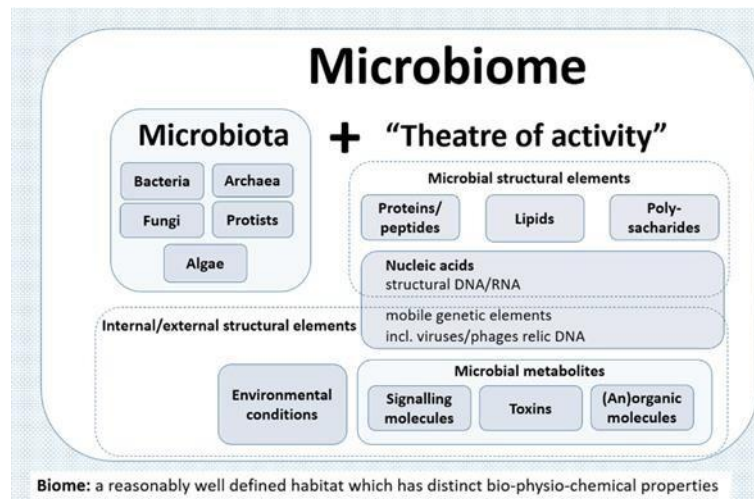 Microbiome
Microbiota + “Theatre of activity”
Bacteria
Archaea
Fungi
Protists
Algae
Microbial structural elements
Proteins/
peptides
Lipids
Poly-
sacharides
Nucleic acids
structural DNA/RNA
mobile genetic elements
incl. viruses/phages relic DNA
Internal/external structural elements
Environmental
conditions
Microbial metabolites
Signalling
molecules
Toxins
(An)organic
molecules
Biome: a reasonably well defined habitat which has distinct bio-physio-chemical properties